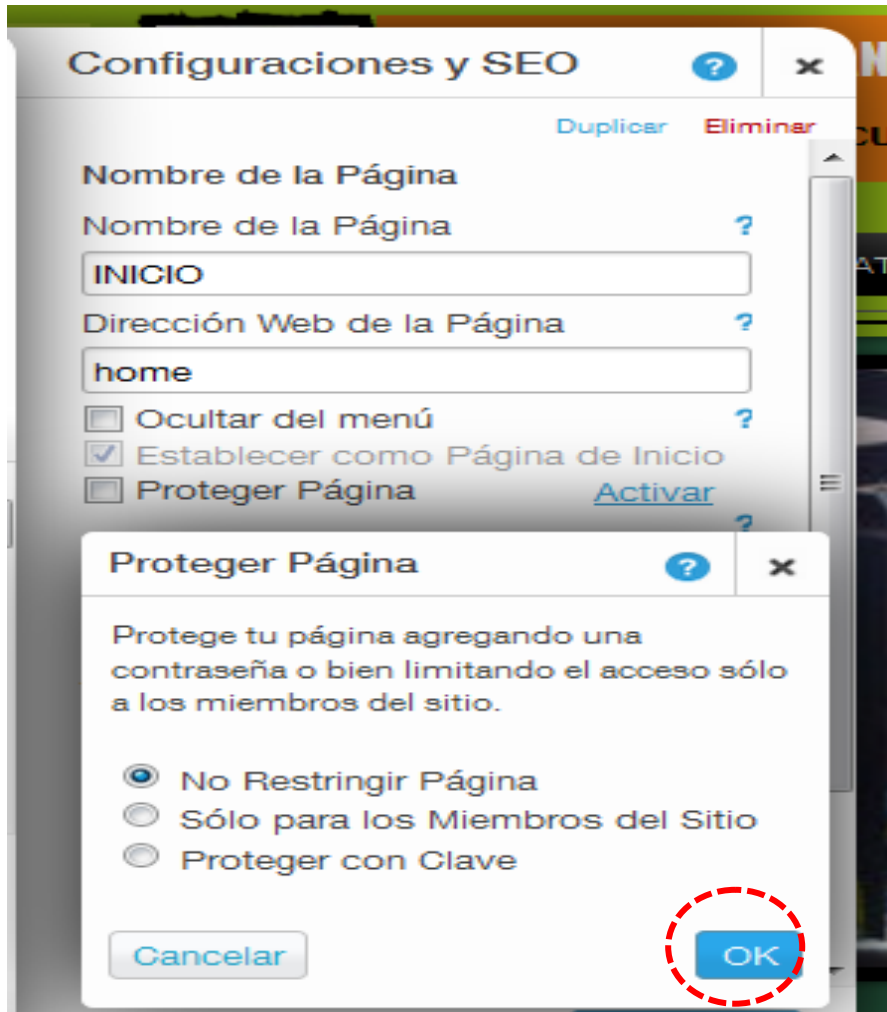 Configuraciones y SEO
Duplicar Eliminar
Nombre de la Página
Nombre de la Página ?
INICIO
Dirección Web de la Página ?
home
Ocultar del menú ?
Establecer como Página de Inicio
Proteger Página Activar
?
Proteger Página ?
Protege tu página agregando una
contraseña o bien limitando el acceso sólo
a los miembros del sitio.
No Restringir Página
Sólo para los Miembros del Sitio
Proteger con Clave
Cancelar OK